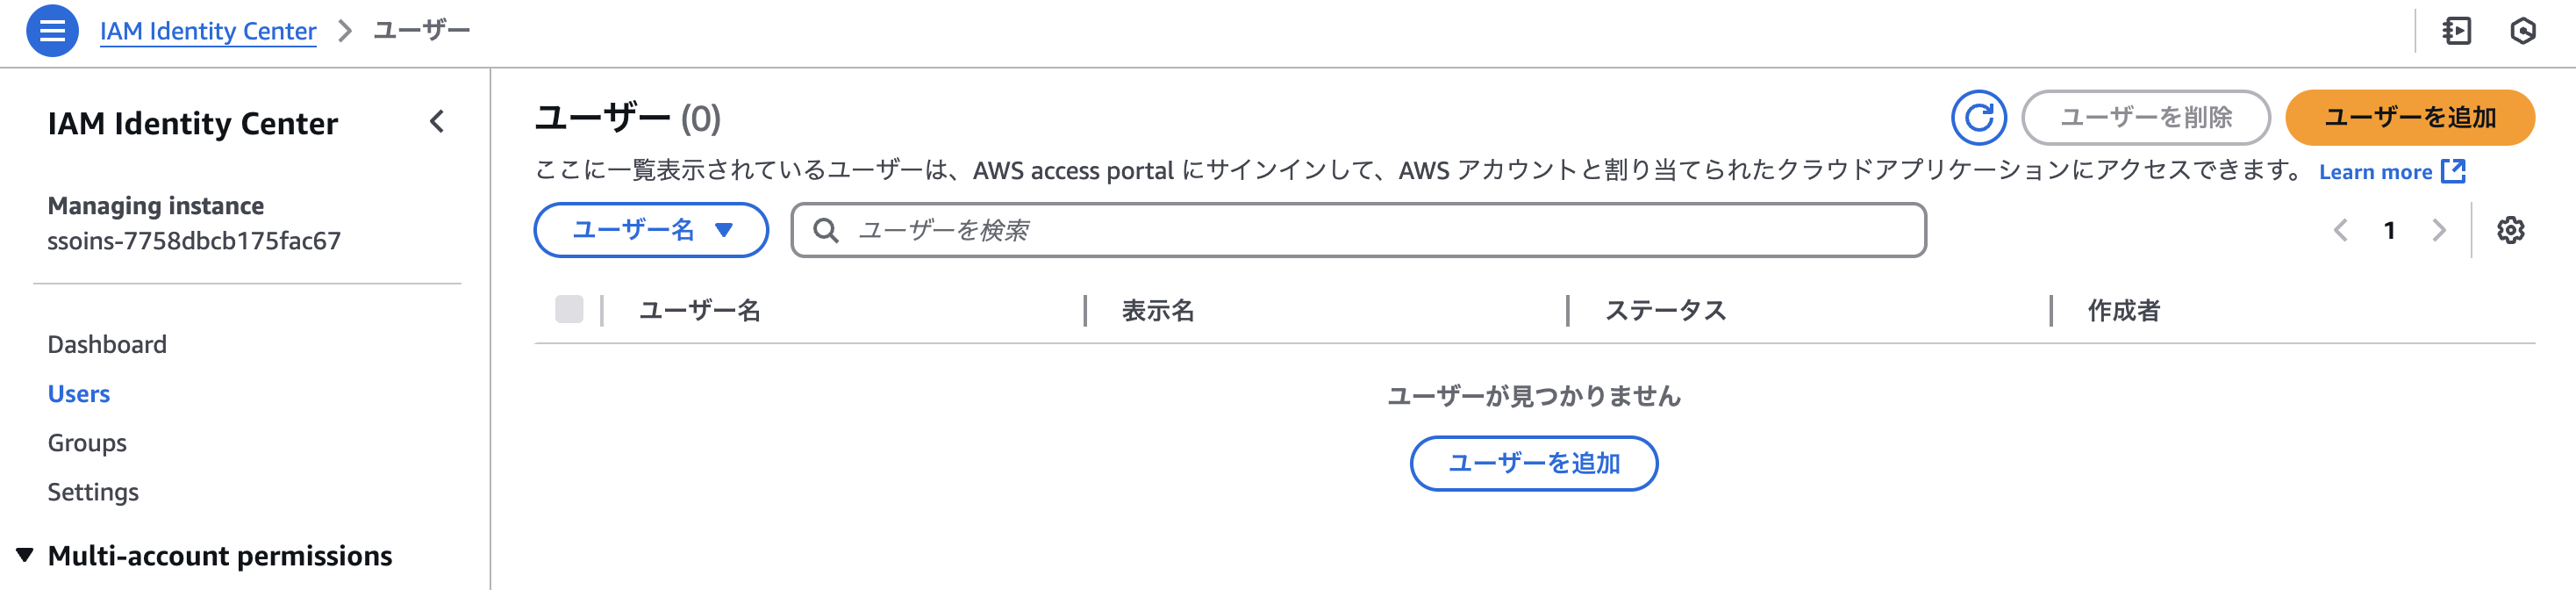 IAM Identity Center > ユーザー
IAM Identity Center
Managing instance
ssoins-7758dbcb175fac67
Dashboard
Users
Groups
Settings
Multi-account permissions
ユーザー (0)
ユーザーを削除
ユーザーを追加
ここに一覧表示されているユーザーは、AWS access portal にサインインして、AWS アカウントと割り当てられたクラウドアプリケーションにアクセスできます。 Learn more
ユーザー名
ユーザーを検索
1
ユーザー名 表示名 ステータス 作成者
ユーザーが見つかりません
ユーザーを追加